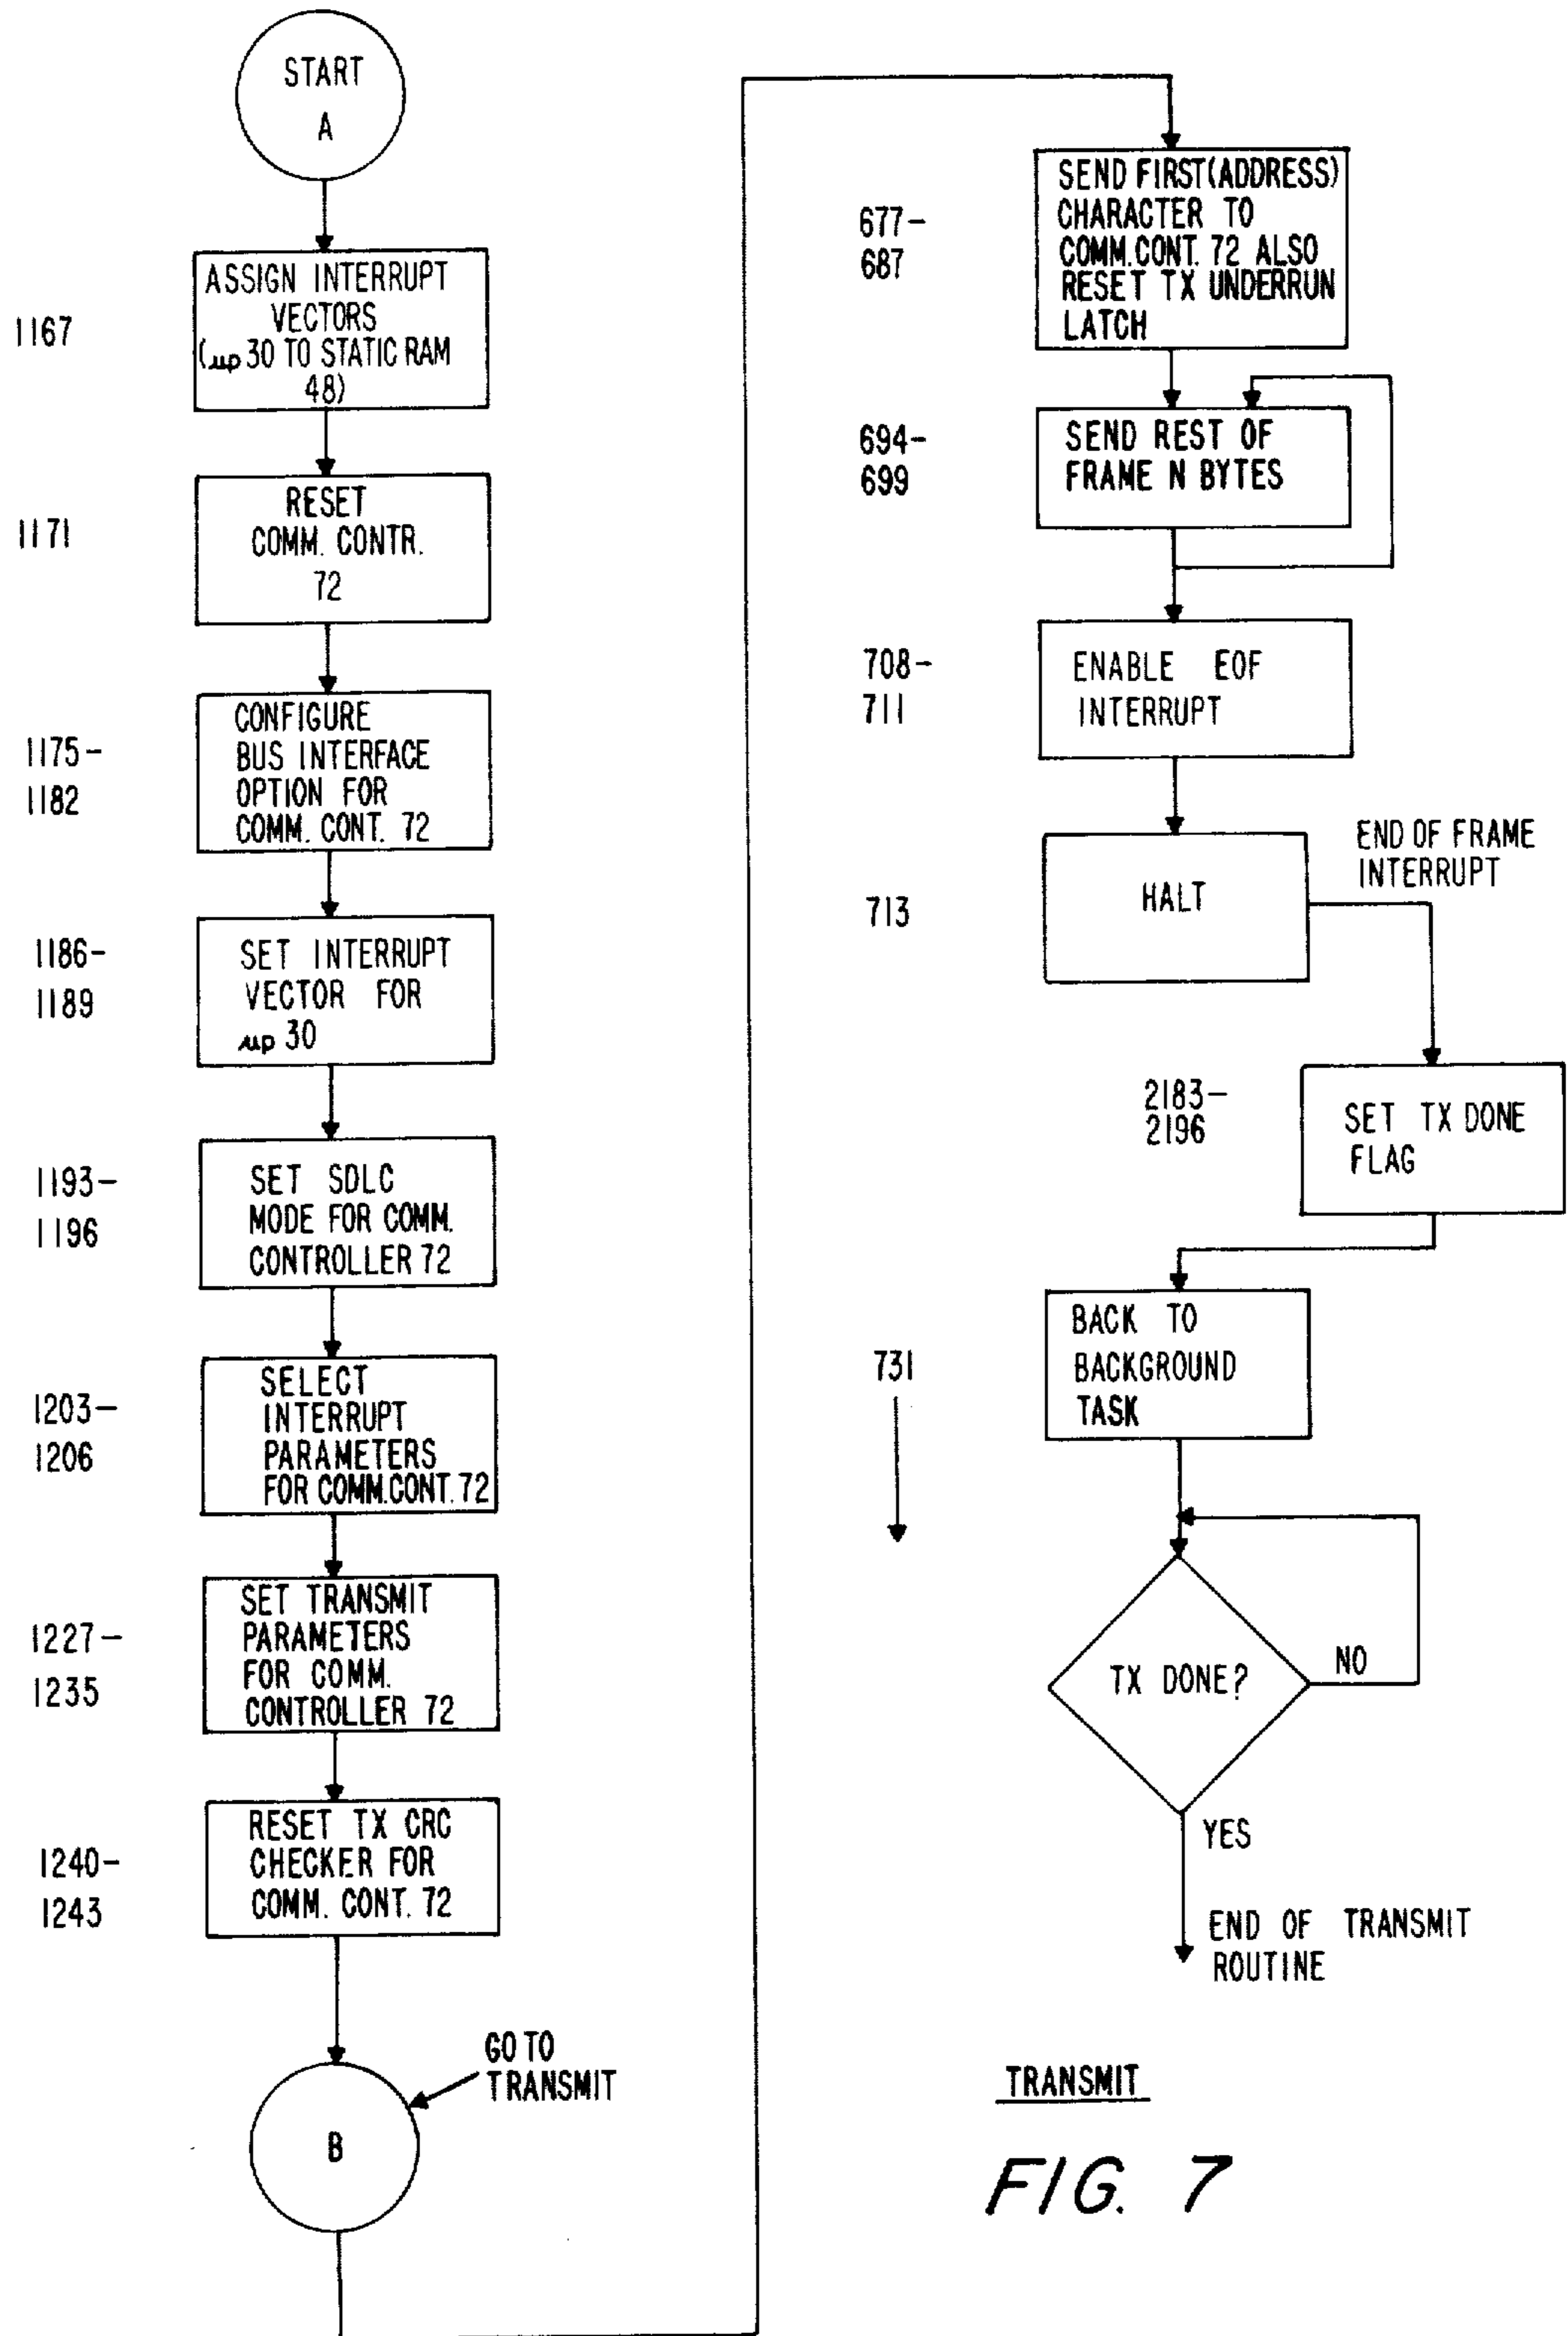 START
A
1167
ASSIGN INTERRUPT
VECTORS
(μp 30 TO STATIC RAM
48)
1171
RESET
COMM. CONTR.
72
1175-
1182
CONFIGURE
BUS INTERFACE
OPTION FOR
COMM. CONT. 72
1186-
1189
SET INTERRUPT
VECTOR FOR
μp 30
1193-
1196
SET SDLC
MODE FOR COMM.
CONTROLLER 72
1203-
1206
SELECT
INTERRUPT
PARAMETERS
FOR COMM.CONT. 72
1227-
1235
SET TRANSMIT
PARAMETERS
FOR COMM.
CONTROLLER 72
1240-
1243
RESET TX CRC
CHECKER FOR
COMM. CONT. 72
GO TO
TRANSMIT
B
677-
687
SEND FIRST(ADDRESS)
CHARACTER TO
COMM.CONT. 72 ALSO
RESET TX UNDERRUN
LATCH
694-
699
SEND REST OF
FRAME N BYTES
708-
711
ENABLE EOF
INTERRUPT
713
HALT
END OF FRAME
INTERRUPT
2183-
2196
SET TX DONE
FLAG
731
BACK TO
BACKGROUND
TASK
TX DONE?
NO
YES
END OF TRANSMIT
ROUTINE
TRANSMIT
FIG. 7